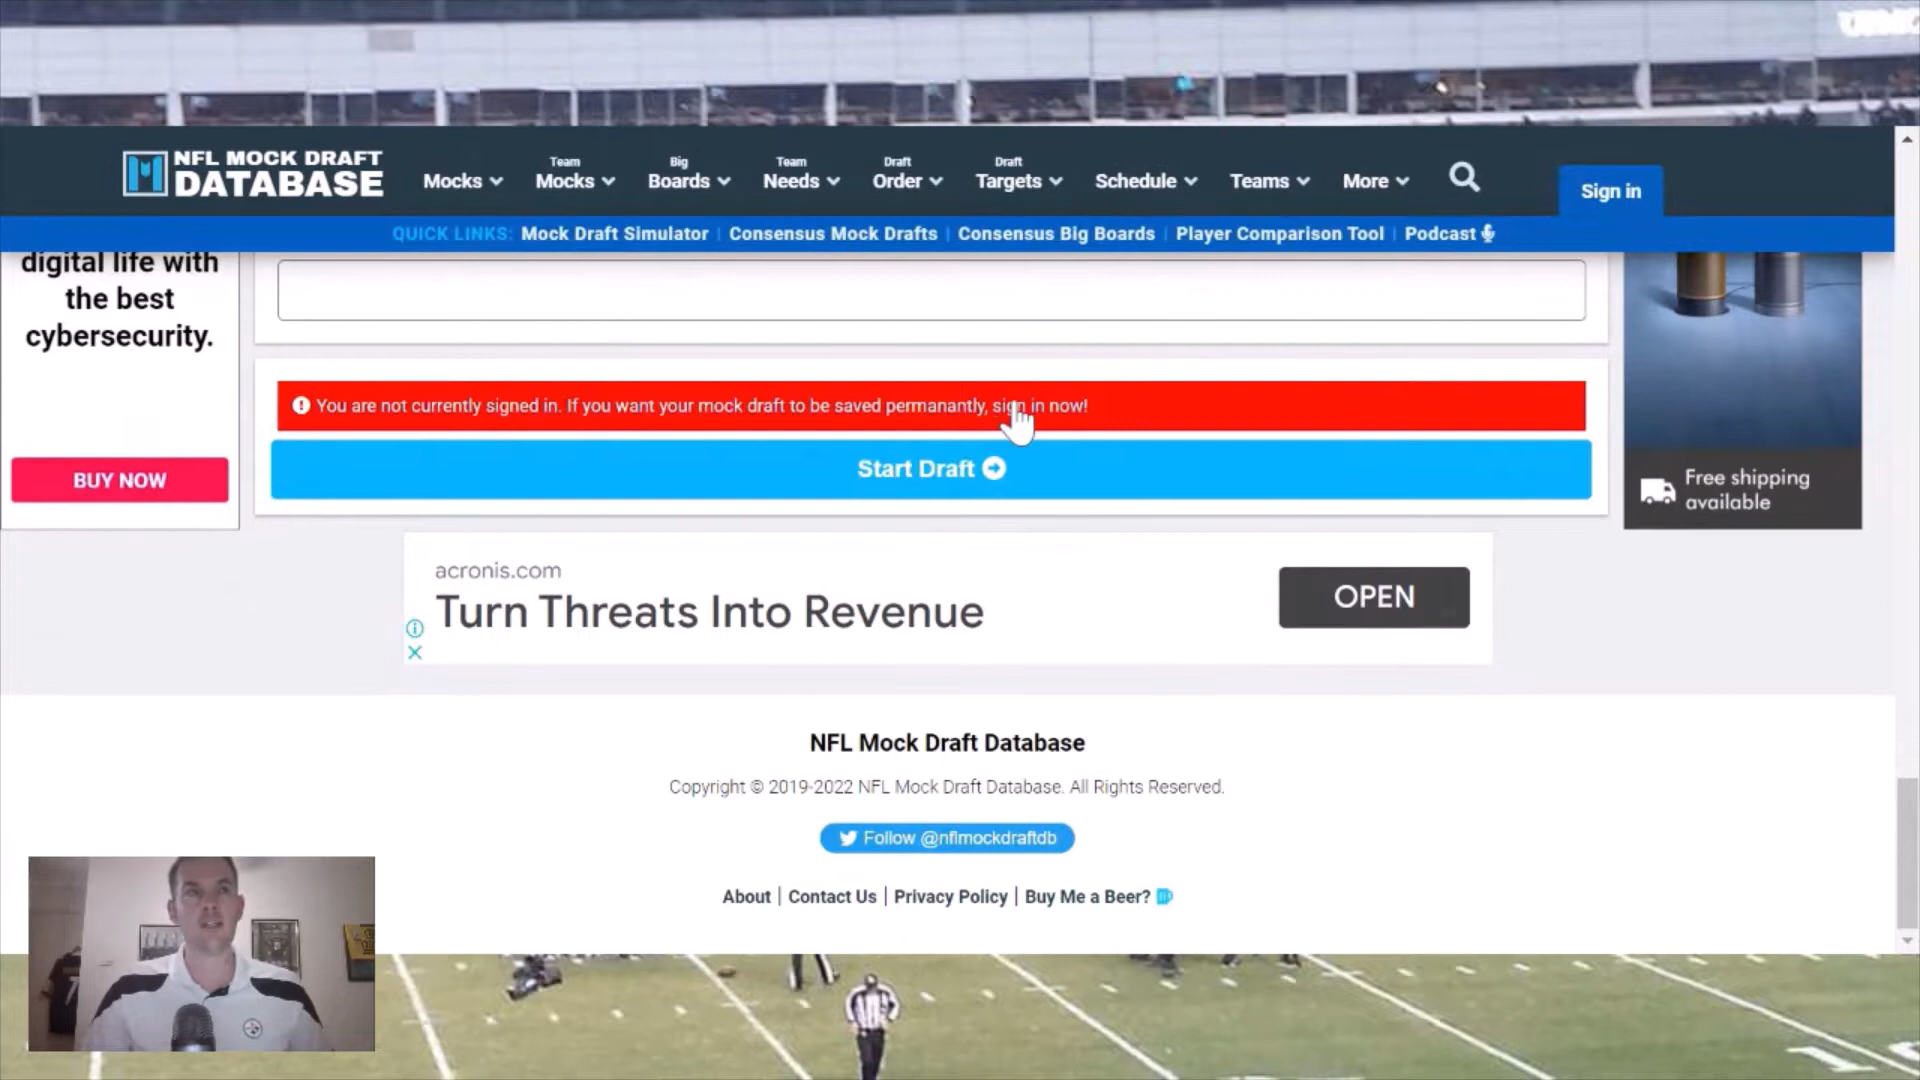 NFL MOCK DRAFT
DATABASE
Mocks
Team
Mocks
Big
Boards
Team
Needs
Draft
Order
Draft
Targets
Schedule
Teams
More
Sign in
QUICK LINKS: Mock Draft Simulator | Consensus Mock Drafts | Consensus Big Boards | Player Comparison Tool | Podcast
digital life with
the best
cybersecurity.
BUY NOW
You are not currently signed in. If you want your mock draft to be saved permanantly, sign in now!
Start Draft
Free shipping
available
acronis.com
Turn Threats Into Revenue
OPEN
NFL Mock Draft Database
Copyright © 2019-2022 NFL Mock Draft Database. All Rights Reserved.
Follow @nflmockdraftdb
About | Contact Us | Privacy Policy | Buy Me a Beer?